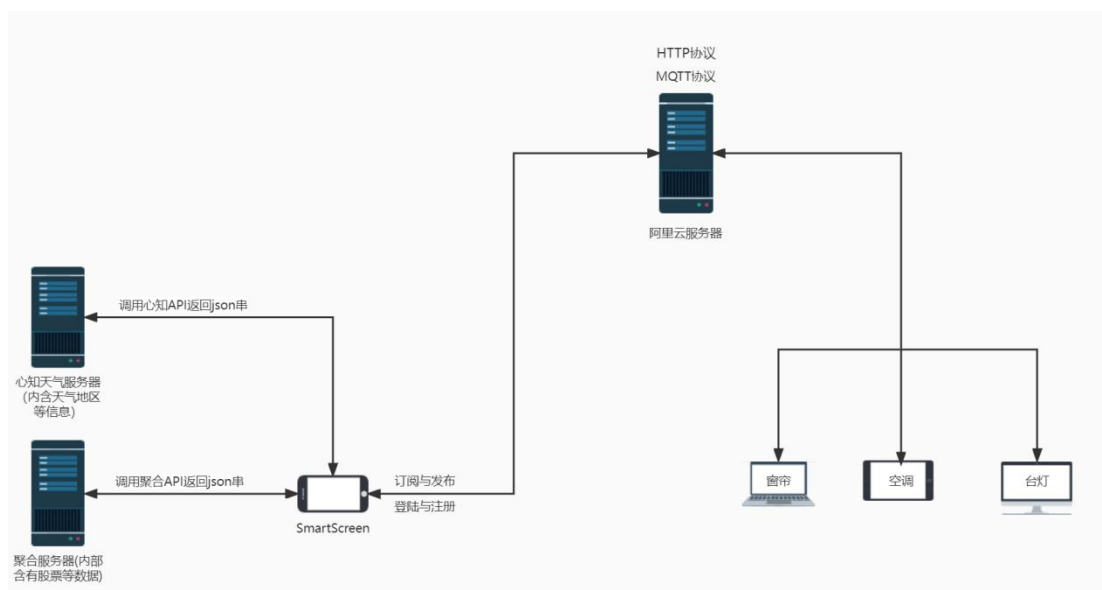 HTTP协议
MQTT协议
阿里云服务器
调用心知API返回json串
心知天气服务器
（内含天气地区
等信息）
调用聚合API返回json串
订阅与发布
登陆与注册
SmartScreen
聚合服务器(内部
含有股票等数据)
窗帘
空调
台灯